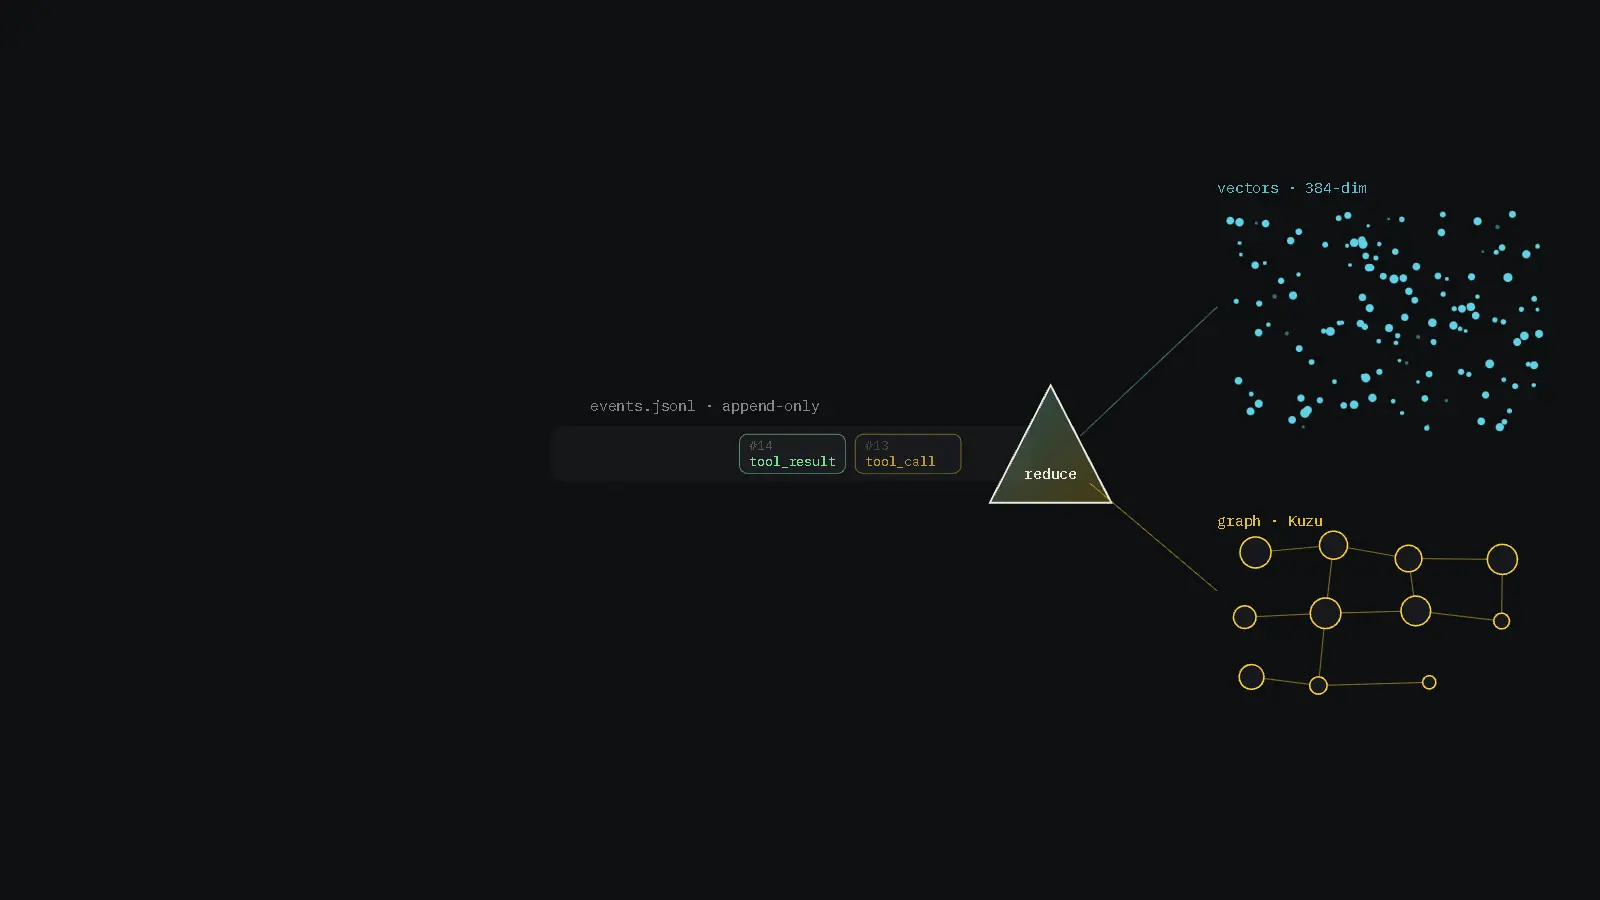 vectors · 384-dim
events.jsonl · append-only
#14
tool_result
#13
tool_call
reduce
graph · Kuzu